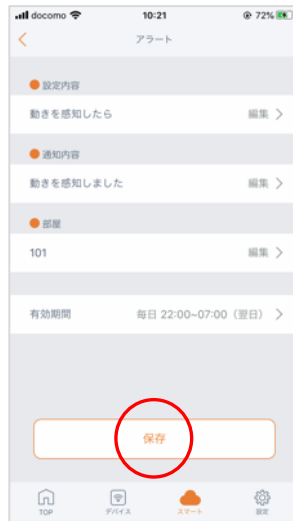 docomo 10:21 72%
アラート
設定内容
動きを感知したら 編集
通知内容
動きを感知しました 編集
部屋
101 編集
有効期間 毎日 22:00~07:00（翌日）
保存
TOP デバイス スマート 設定